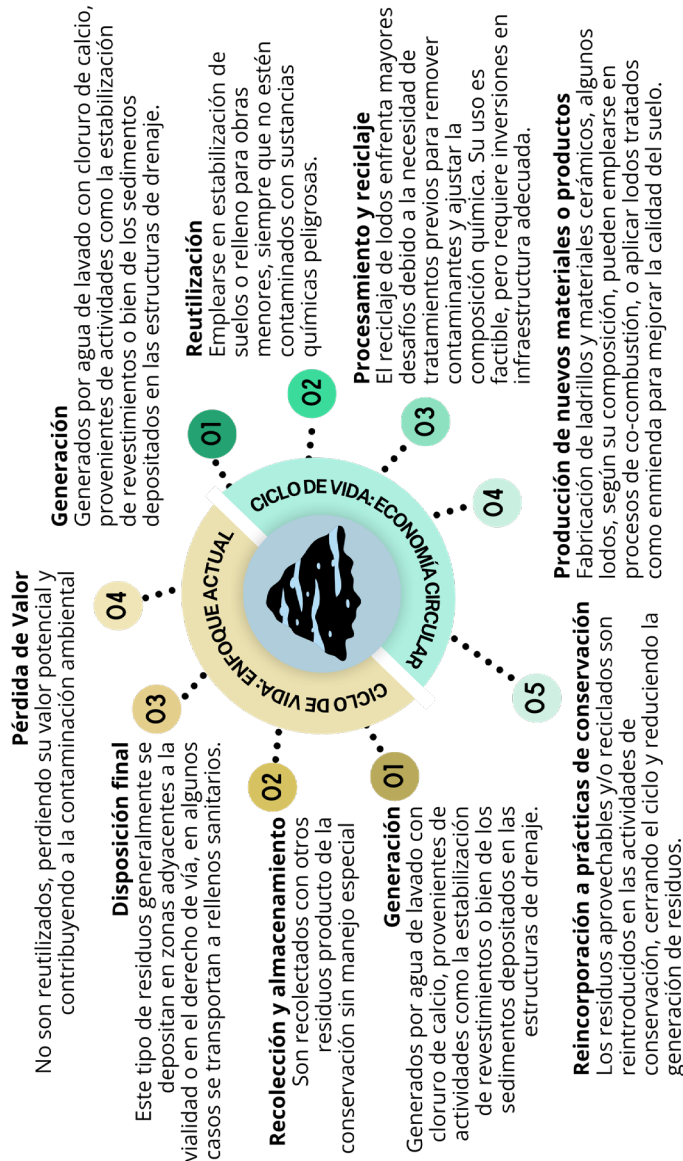 Pérdida de Valor
No son reutilizados, perdiendo su valor potencial y
contribuyendo a la contaminación ambiental
04
Disposición final
Este tipo de residuos generalmente se
depositan en zonas adyacentes a la
vialidad o en el derecho de vía, en algunos
casos se transportan a rellenos sanitarios.
03
Recolección y almacenamiento
Son recolectados con otros
residuos producto de la
conservación sin manejo especial
02
Generación
Generados por agua de lavado con
cloruro de calcio, provenientes de
actividades como la estabilización
de revestimientos o bien de los
sedimentos depositados en las
estructuras de drenaje.
01
CICLO DE VIDA: ENFOQUE ACTUAL
CICLO DE VIDA: ECONOMÍA CIRCULAR
Generación
Generados por agua de lavado con cloruro de calcio,
provenientes de actividades como la estabilización
de revestimientos o bien de los sedimentos
depositados en las estructuras de drenaje.
01
Reutilización
Emplearse en estabilización de
suelos o relleno para obras
menores, siempre que no estén
contaminados con sustancias
químicas peligrosas.
02
Procesamiento y reciclaje
El reciclaje de lodos enfrenta mayores
desafíos debido a la necesidad de
tratamientos previos para remover
contaminantes y ajustar la
composición química. Su uso es
factible, pero requiere inversiones en
infraestructura adecuada.
03
Producción de nuevos materiales o productos
Fabricación de ladrillos y materiales cerámicos, algunos
lodos, según su composición, pueden emplearse en
procesos de co-combustión, o aplicar lodos tratados
como enmienda para mejorar la calidad del suelo.
04
Reincorporación a prácticas de conservación
Los residuos aprovechables y/o reciclados son
reintroducidos en las actividades de
conservación, cerrando el ciclo y reduciendo la
generación de residuos.
05